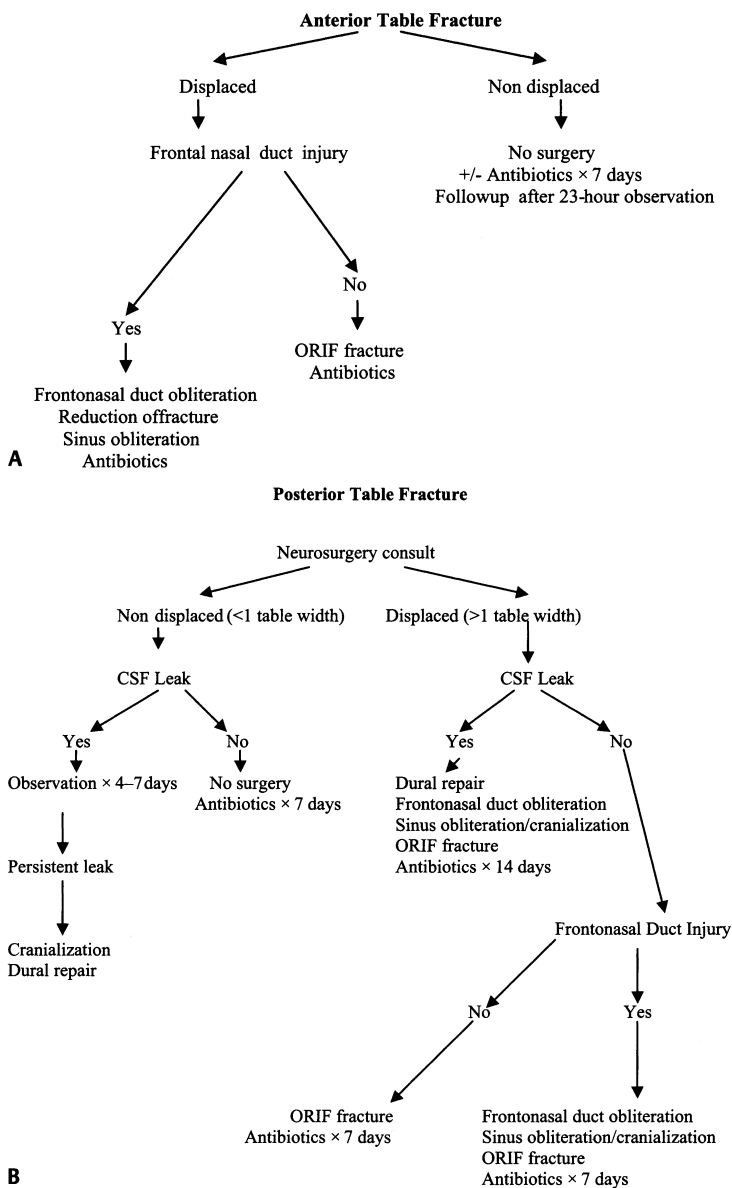 Anterior Table Fracture
Displaced
Non displaced
Frontal nasal duct injury
No surgery
+/- Antibiotics × 7 days
Followup after 23-hour observation
No
Yes
ORIF fracture
Antibiotics
Frontonasal duct obliteration
Reduction offracture
Sinus obliteration
Antibiotics
A
Posterior Table Fracture
Neurosurgery consult
Non displaced (<1 table width)
Displaced (>1 table width)
CSF Leak
CSF Leak
Yes
No
Yes
No
Observation × 4–7days
No surgery
Antibiotics × 7 days
Dural repair
Frontonasal duct obliteration
Sinus obliteration/cranialization
ORIF fracture
Antibiotics × 14 days
Persistent leak
Cranialization
Dural repair
Frontonasal Duct Injury
No
Yes
ORIF fracture
Antibiotics × 7 days
Frontonasal duct obliteration
Sinus obliteration/cranialization
ORIF fracture
Antibiotics × 7 days
B